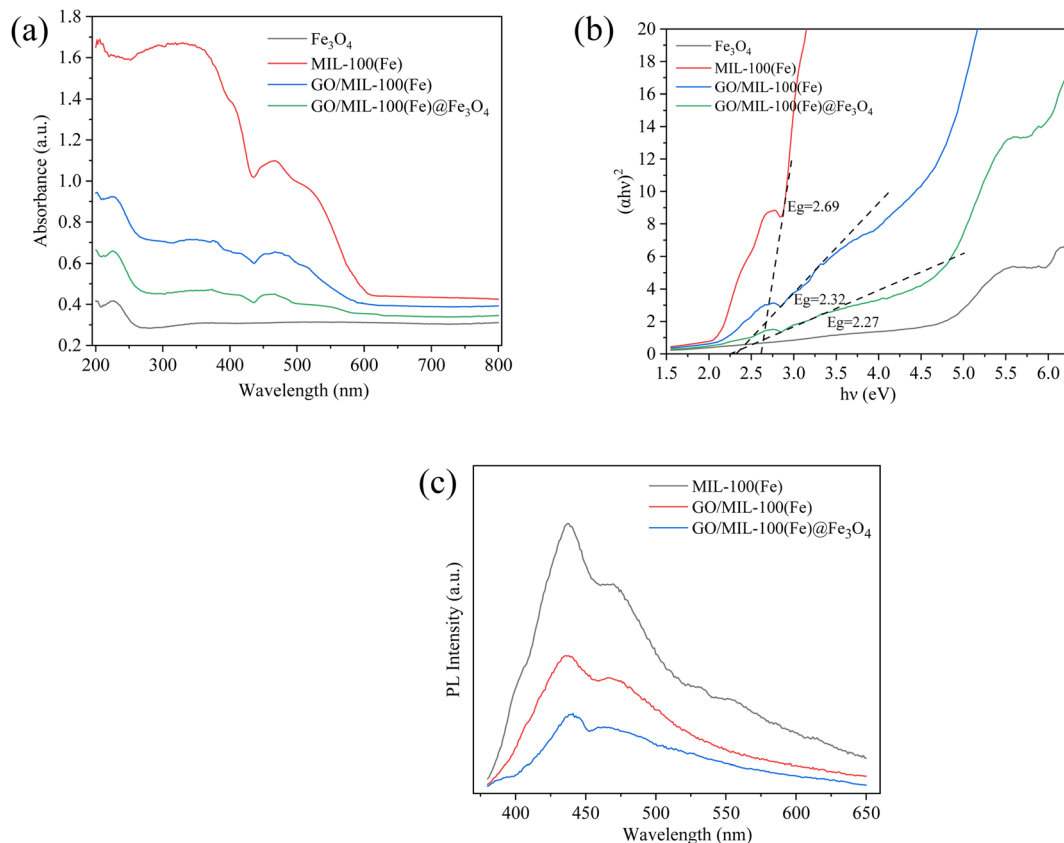 (a)
Fe₃O₄
MIL-100(Fe)
GO/MIL-100(Fe)
GO/MIL-100(Fe)@Fe₃O₄
Absorbance (a.u.)
1.8
1.6
1.4
1.2
1.0
0.8
0.6
0.4
0.2
200 300 400 500 600 700 800
Wavelength (nm)
(b)
Fe₃O₄
MIL-100(Fe)
GO/MIL-100(Fe)
GO/MIL-100(Fe)@Fe₃O₄
(αhν)²
20
18
16
14
12
10
8
6
4
2
0
Eg=2.69
Eg=2.32
Eg=2.27
1.5 2.0 2.5 3.0 3.5 4.0 4.5 5.0 5.5 6.0
hν (eV)
(c)
MIL-100(Fe)
GO/MIL-100(Fe)
GO/MIL-100(Fe)@Fe₃O₄
PL Intensity (a.u.)
400 450 500 550 600 650
Wavelength (nm)